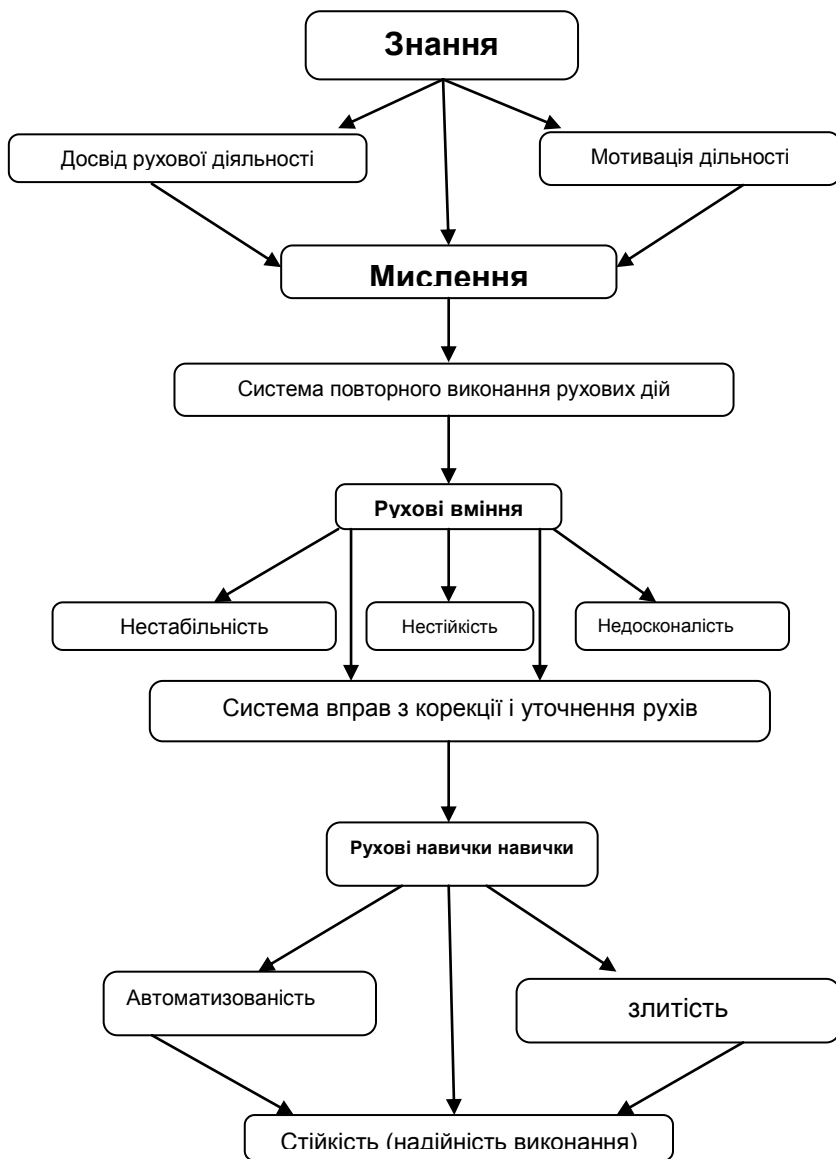 Знання
Досвід рухової діяльності
Мотивація дільності
Мислення
Система повторного виконання рухових дій
Рухові вміння
Нестабільність
Нестійкість
Недосконалість
Система вправ з корекції і уточнення рухів
Рухові навички навички
Автоматизованість
злитість
Стійкість (надійність виконання)